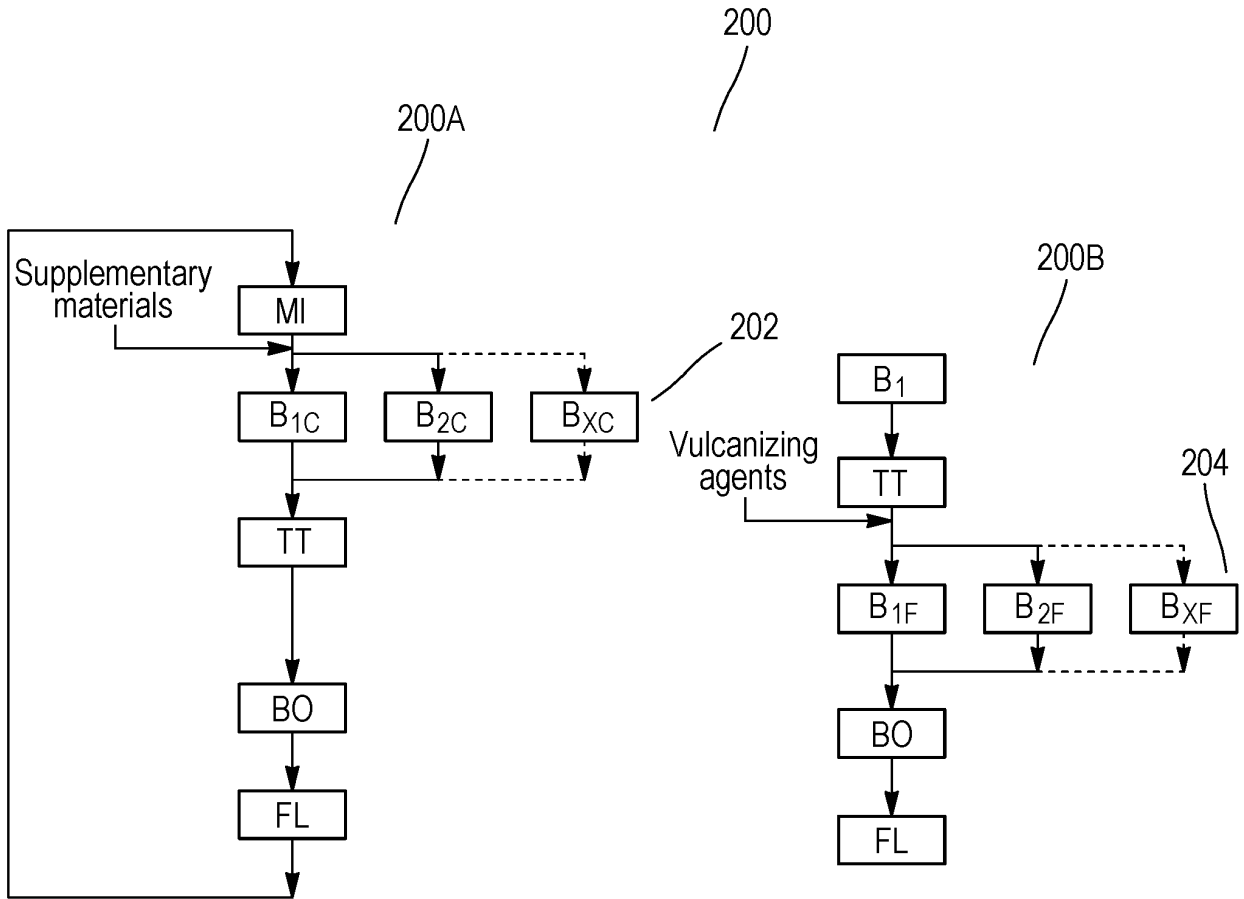 200
200A
Supplementary
materials
MI
200B
202
B1
B1C
B2C
BXC
Vulcanizing
agents
TT
204
TT
B1F
B2F
BXF
BO
BO
FL
FL